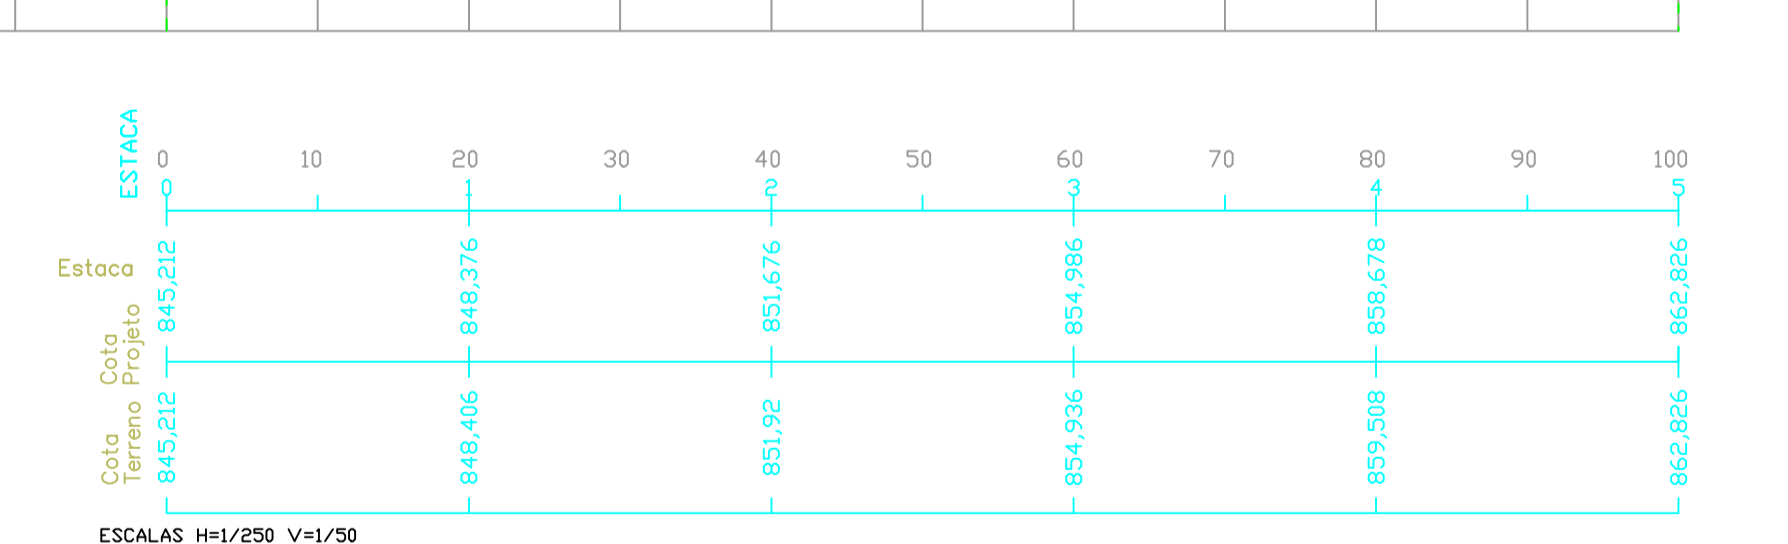 ESTACA
0 10 20 30 40 50 60 70 80 90 100
0 1 2 3 4 5
Estaca
Cota
Projeto
845,212 848,376 851,676 854,986 858,678 862,826
Cota
Terreno
845,212 848,406 851,92 854,936 859,508 862,826
ESCALAS H=1/250 V=1/50